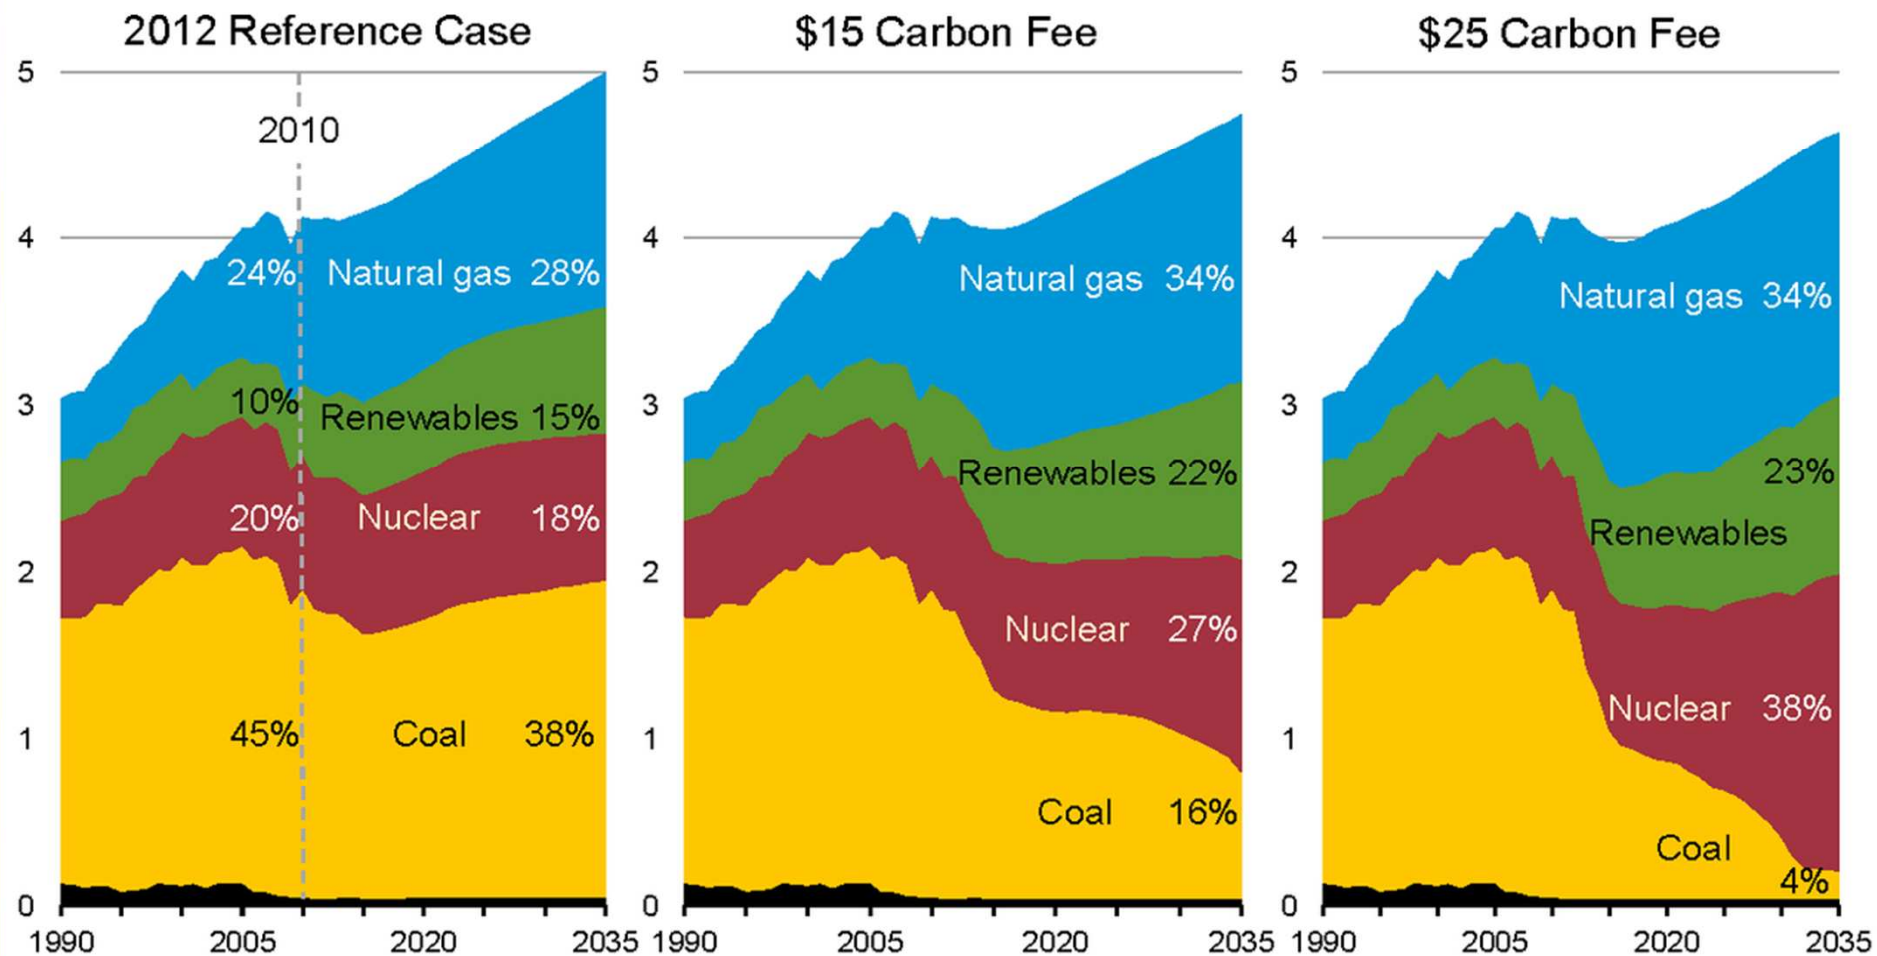 2012 Reference Case
5
2010
4
24% Natural gas 28%
3
10% Renewables 15%
20% Nuclear 18%
2
45% Coal 38%
1
0
1990 2005 2020 2035
$15 Carbon Fee
5
4
Natural gas 34%
3
Renewables 22%
2
Nuclear 27%
1
Coal 16%
0
1990 2005 2020 2035
$25 Carbon Fee
5
4
Natural gas 34%
3
23%
Renewables
2
Nuclear 38%
1
Coal
4%
0
1990 2005 2020 2035